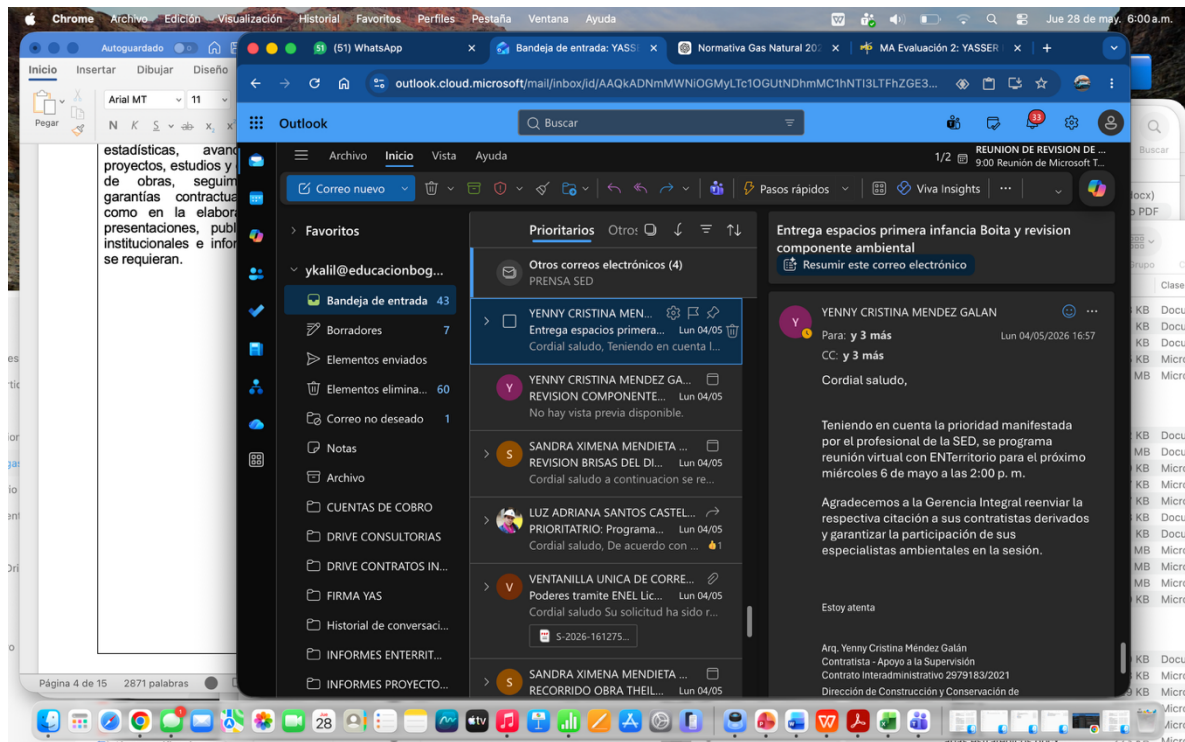 Chrome Archivo Edición Visualización Historial Favoritos Perfiles Pestaña Ventana Ayuda
Jue 28 de may. 6:00 a.m.
Autoguardado
(51) WhatsApp
Bandeja de entrada: YASS
Normativa Gas Natural 20
MA Evaluación 2: YASSER
Inicio Insertar Dibujar Diseño
outlook.cloud.microsoft/mail/inbox/id/AAQkADNmMWNiOGMyLTc1OGUtNDhmMC1hNTI3LTFhZGE3...
Arial MT 11
Pegar
N K S ab x
Outlook
Buscar
33
estadísticas, avanc
proyectos, estudios y
de obras, seguim
garantías contractua
como en la elabor
presentaciones, publ
institucionales e infor
se requieran.
Página 4 de 15 2871 palabras
Archivo Inicio Vista Ayuda
1/2 REUNION DE REVISION DE ...
9:00 Reunión de Microsoft T...
Correo nuevo
Pasos rápidos
Viva Insights
Favoritos
ykalil@educacionbog...
Bandeja de entrada 43
Borradores 7
Elementos enviados
Elementos elimina... 60
Correo no deseado 1
Notas
Archivo
CUENTAS DE COBRO
DRIVE CONSULTORIAS
DRIVE CONTRATOS IN...
FIRMA YAS
Historial de conversaci...
INFORMES ENTERRIT...
INFORMES PROYECTO...
Prioritarios Otros
Otros correos electrónicos (4)
PRENSA SED
YENNY CRISTINA MEN...
Entrega espacios primera... Lun 04/05
Cordial saludo, Teniendo en cuenta l...
Y
YENNY CRISTINA MENDEZ GA...
REVISION COMPONENTE... Lun 04/05
No hay vista previa disponible.
S
SANDRA XIMENA MENDIETA ...
REVISION BRISAS DEL DI... Lun 04/05
Cordial saludo a continuacion se re...
LUZ ADRIANA SANTOS CASTEL...
PRIORITATRIO: Programa... Lun 04/05
Cordial saludo, De acuerdo con ... 1
V
VENTANILLA UNICA DE CORRE...
Poderes tramite ENEL Lic... Lun 04/05
Cordial saludo Su solicitud ha sido r...
S-2026-161275...
S
SANDRA XIMENA MENDIETA ...
RECORRIDO OBRA THEIL... Lun 04/05
Entrega espacios primera infancia Boita y revision
componente ambiental
Resumir este correo electrónico
Y
YENNY CRISTINA MENDEZ GALAN
Para: y 3 más Lun 04/05/2026 16:57
CC: y 3 más
Cordial saludo,
Teniendo en cuenta la prioridad manifestada
por el profesional de la SED, se programa
reunión virtual con ENTerritorio para el próximo
miércoles 6 de mayo a las 2:00 p. m.
Agradecemos a la Gerencia Integral reenviar la
respectiva citación a sus contratistas derivados
y garantizar la participación de sus
especialistas ambientales en la sesión.
Estoy atenta
Arq. Yenny Cristina Méndez Galán
Contratista - Apoyo a la Supervisión
Contrato Interadministrativo 2979183/2021
Dirección de Construcción y Conservación de
Buscar
Clase
28
tv